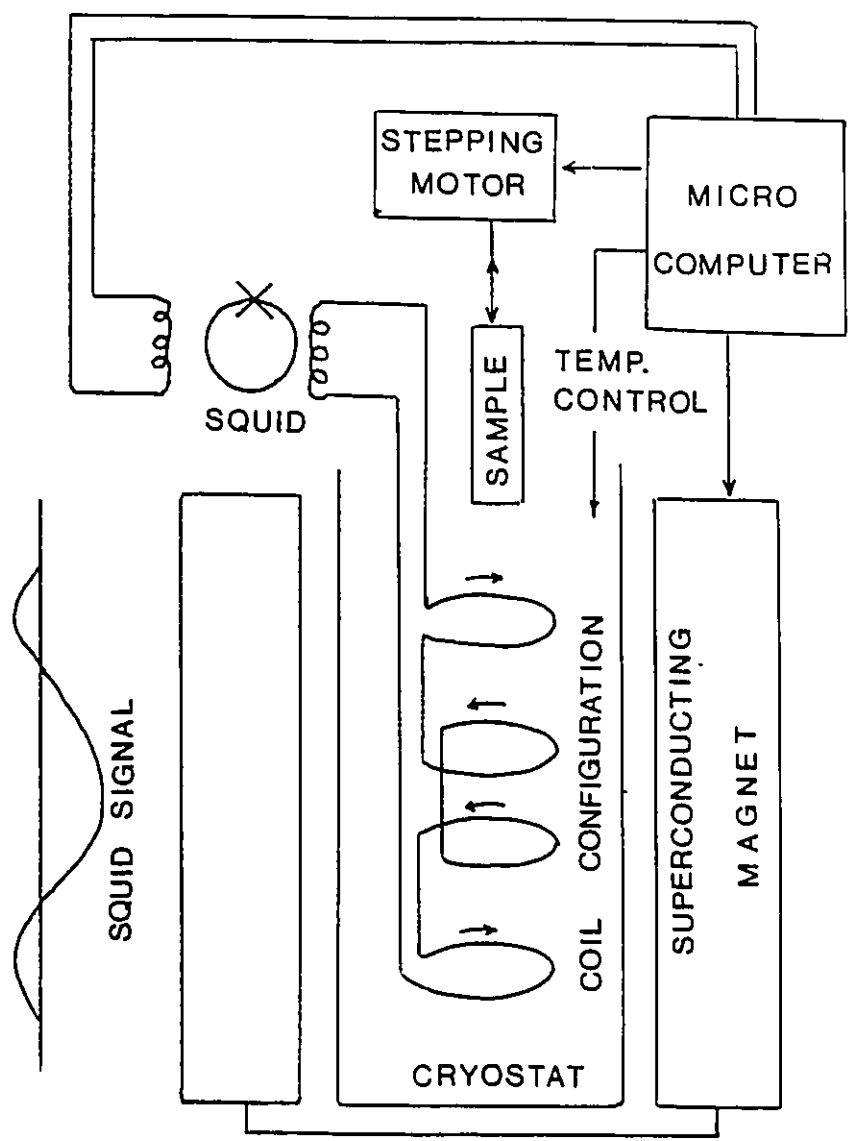 STEPPING
MOTOR
MICRO
COMPUTER
SQUID
SAMPLE
TEMP.
CONTROL
SQUID SIGNAL
COIL CONFIGURATION
SUPERCONDUCTING
MAGNET
CRYOSTAT